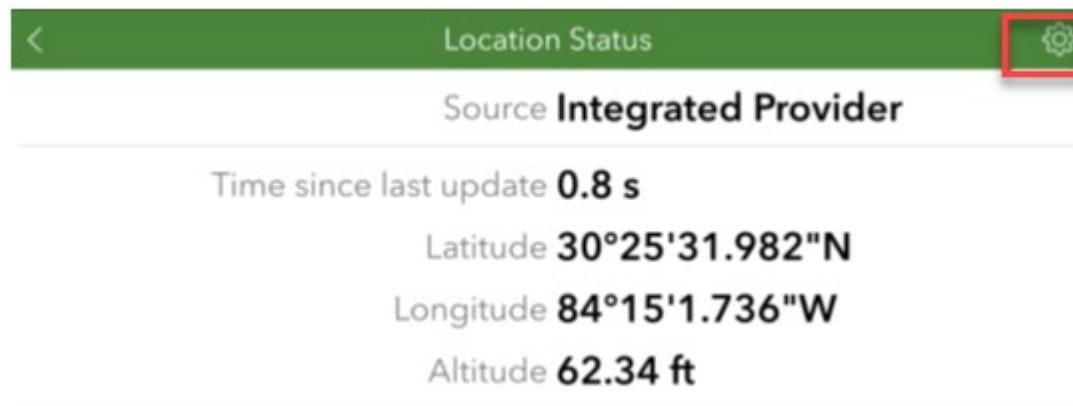 Location Status
Source Integrated Provider
Time since last update 0.8 s
Latitude 30°25'31.982"N
Longitude 84°15'1.736"W
Altitude 62.34 ft